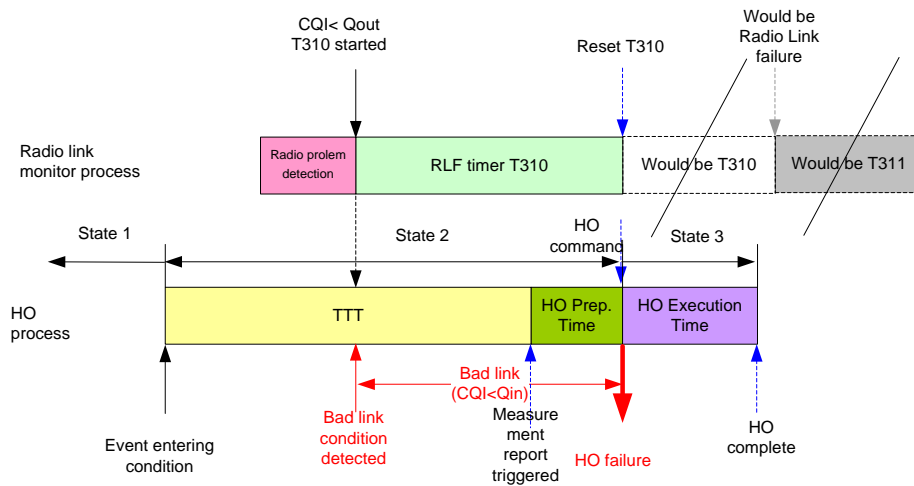 CQI< Qout
T310 started
Reset T310
Would be
Radio Link
failure
Radio link
monitor process
Radio prolem
detection
RLF timer T310
Would be T310
Would be T311
State 1
State 2
HO
command
State 3
HO
process
TTT
HO Prep.
Time
HO Execution
Time
Bad link
(CQI<Qin)
Event entering
condition
Bad link
condition
detected
Measure
ment
report
triggered
HO failure
HO
complete